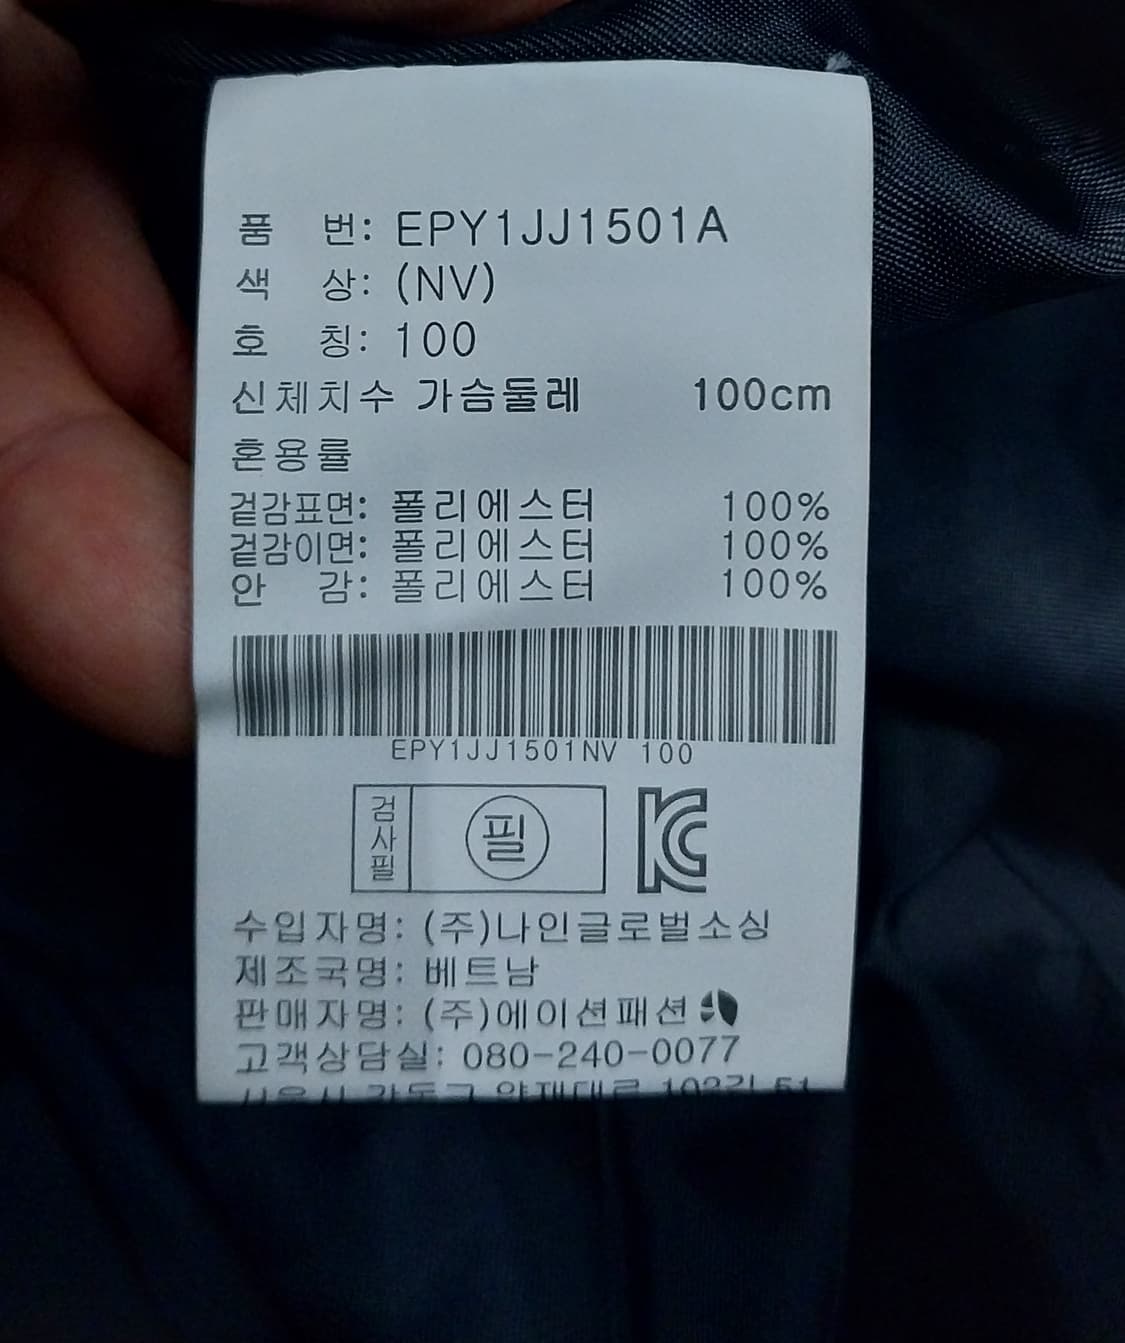 품 번: EPY1JJ1501A
색 상: (NV)
호 칭: 100
신체치수 가슴둘레 100cm
혼용률
겉감표면: 폴리에스터 100%
겉감이면: 폴리에스터 100%
안 감: 폴리에스터 100%
EPY1JJ1501NV 100
검사필 필 KC
수입자명: (주)나인글로벌소싱
제조국명: 베트남
판매자명: (주)에이션패션
고객상담실: 080-240-0077